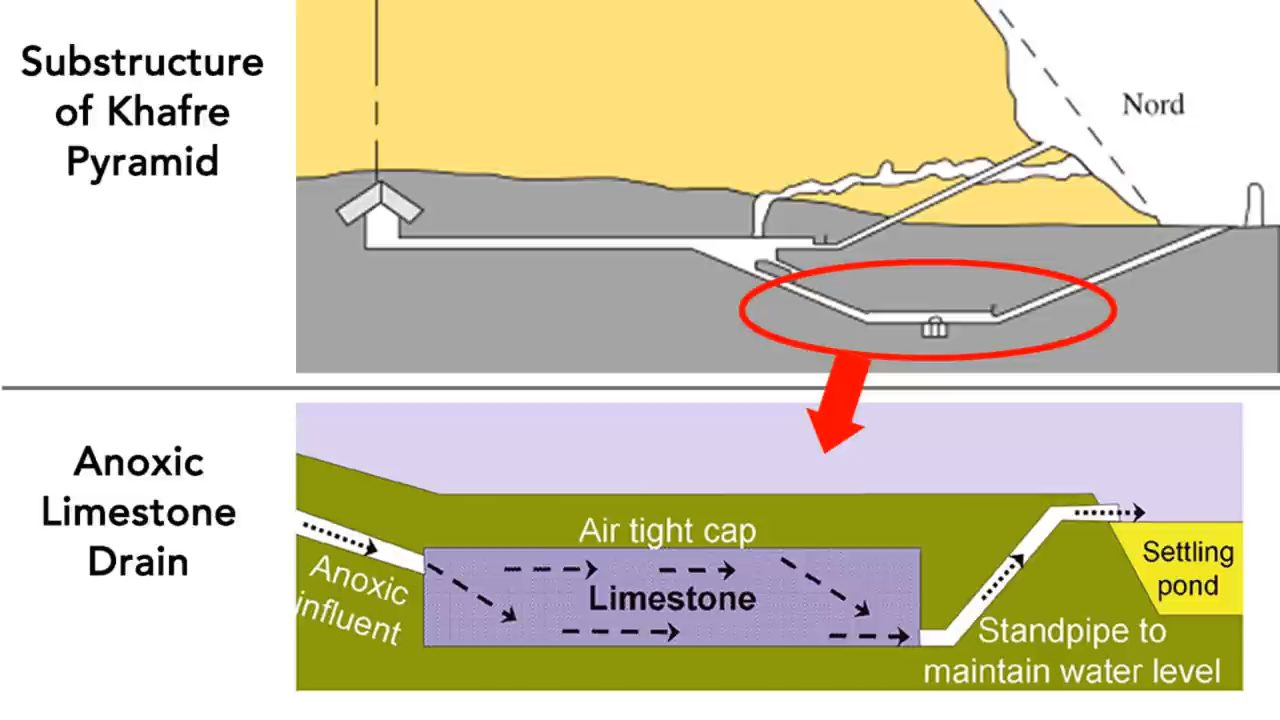 Substructure
of Khafre
Pyramid
Nord
Anoxic
Limestone
Drain
Air tight cap
Anoxic
influent
Limestone
Settling
pond
Standpipe to
maintain water level